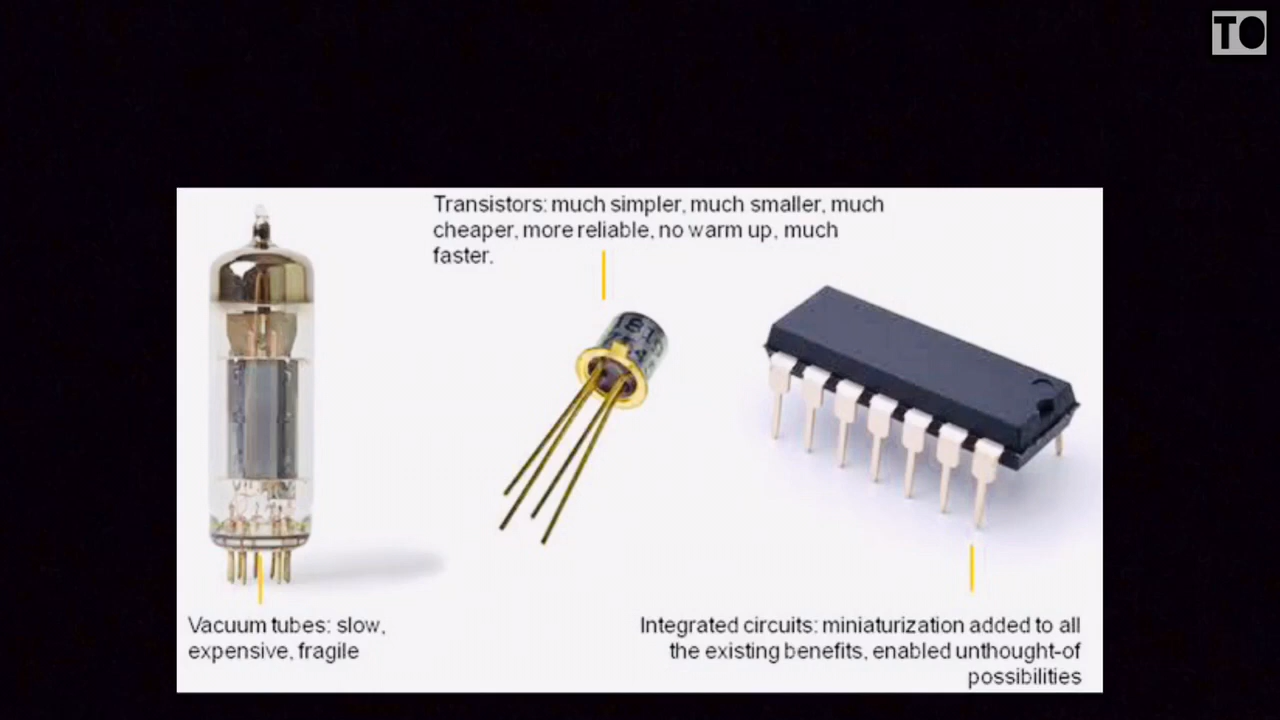 TO
Transistors: much simpler, much smaller, much
cheaper, more reliable, no warm up, much
faster.
Vacuum tubes: slow,
expensive, fragile
Integrated circuits: miniaturization added to all
the existing benefits, enabled unthought-of
possibilities